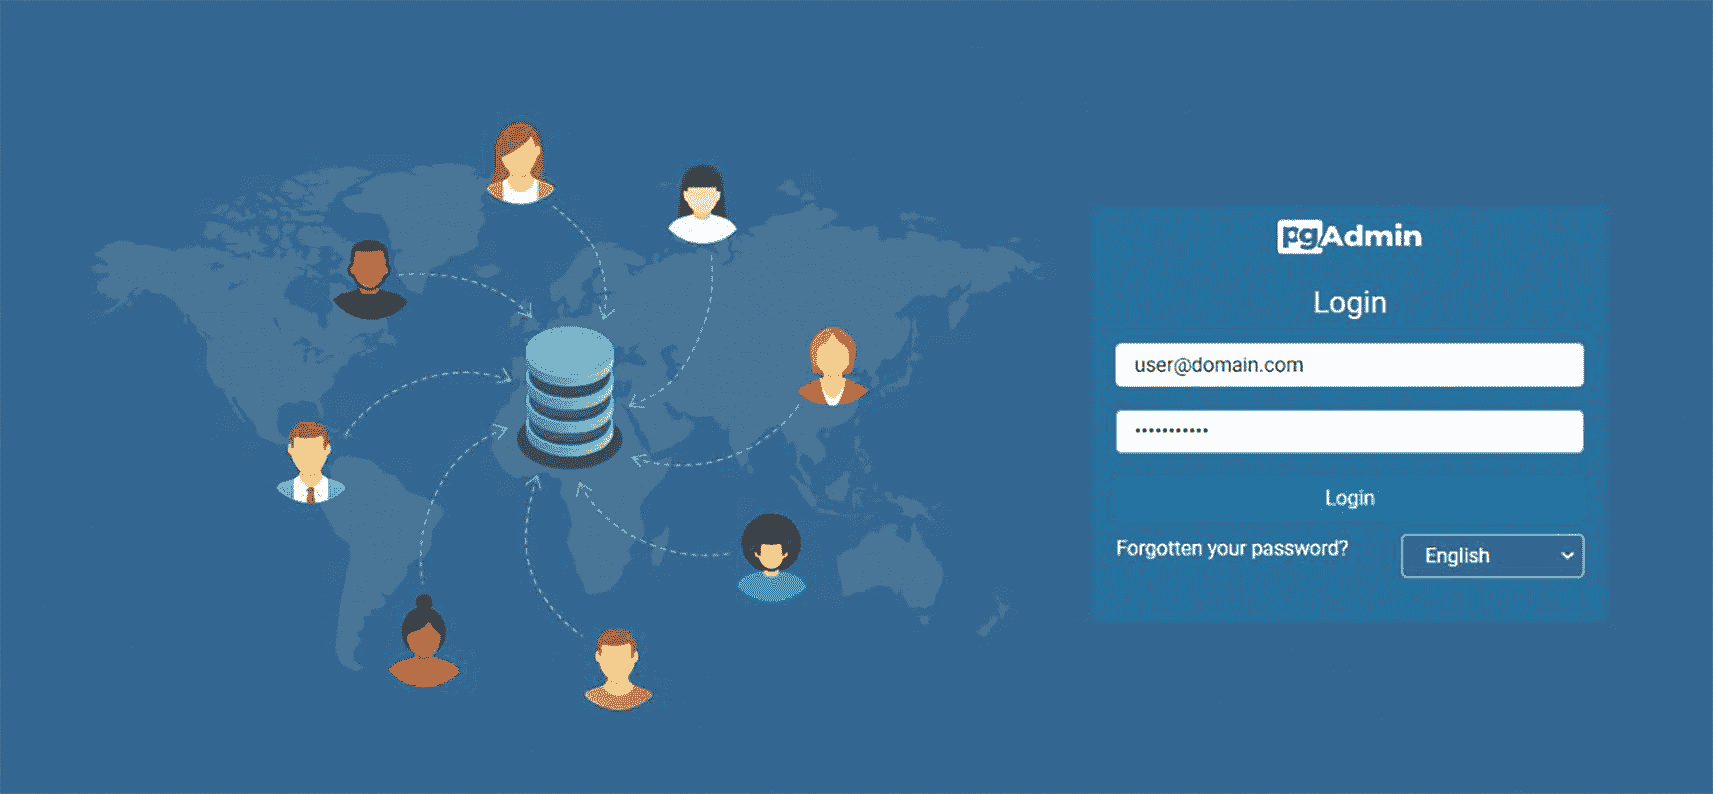 pgAdmin
Login
user@domain.com
•••••••••••
Login
Forgotten your password?
English